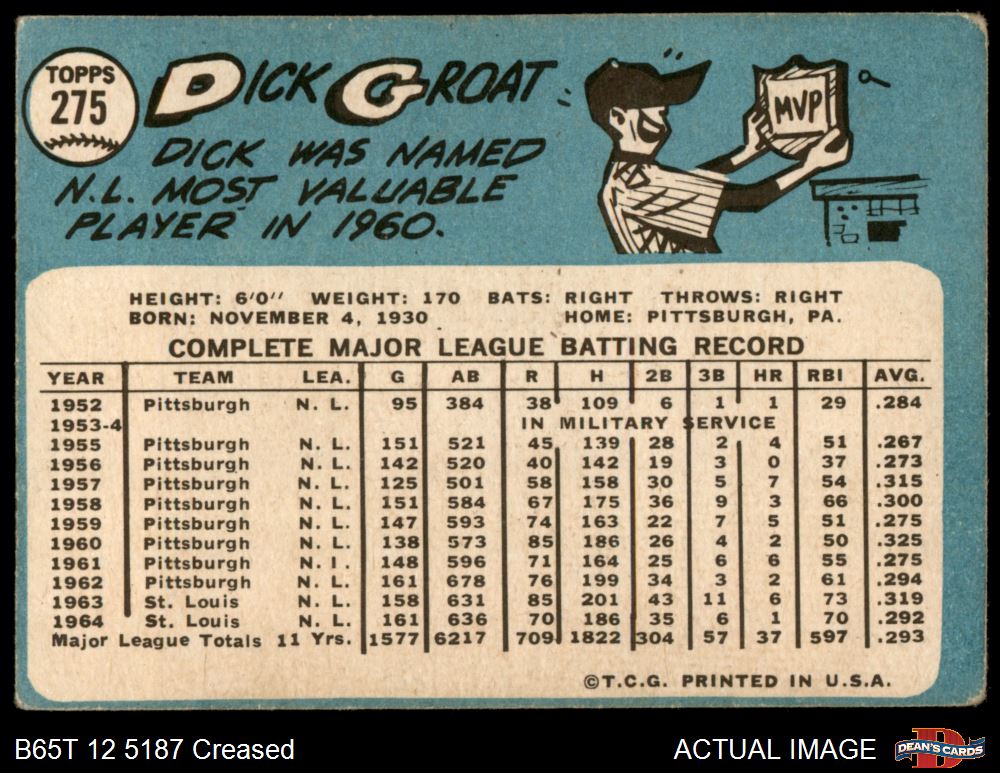 TOPPS
275
DICK GROAT
DICK WAS NAMED
N.L. MOST VALUABLE
PLAYER IN 1960.
MVP
HEIGHT: 6'0" WEIGHT: 170 BATS: RIGHT THROWS: RIGHT
BORN: NOVEMBER 4, 1930 HOME: PITTSBURGH, PA.
COMPLETE MAJOR LEAGUE BATTING RECORD
YEAR TEAM LEA. G AB R H 2B 3B HR RBI AVG.
1952 Pittsburgh N. L. 95 384 38 109 6 1 1 29 .284
1953-4 IN MILITARY SERVICE
1955 Pittsburgh N. L. 151 521 45 139 28 2 4 51 .267
1956 Pittsburgh N. L. 142 520 40 142 19 3 0 37 .273
1957 Pittsburgh N. L. 125 501 58 158 30 5 7 54 .315
1958 Pittsburgh N. L. 151 584 67 175 36 9 3 66 .300
1959 Pittsburgh N. L. 147 593 74 163 22 7 5 51 .275
1960 Pittsburgh N. L. 138 573 85 186 26 4 2 50 .325
1961 Pittsburgh N. I. 148 596 71 164 25 6 6 55 .275
1962 Pittsburgh N. L. 161 678 76 199 34 3 2 61 .294
1963 St. Louis N. L. 158 631 85 201 43 11 6 73 .319
1964 St. Louis N. L. 161 636 70 186 35 6 1 70 .292
Major League Totals 11 Yrs. 1577 6217 709 1822 304 57 37 597 .293
©T.C.G. PRINTED IN U.S.A.
B65T 12 5187 Creased ACTUAL IMAGE
D
DEAN'S CARDS